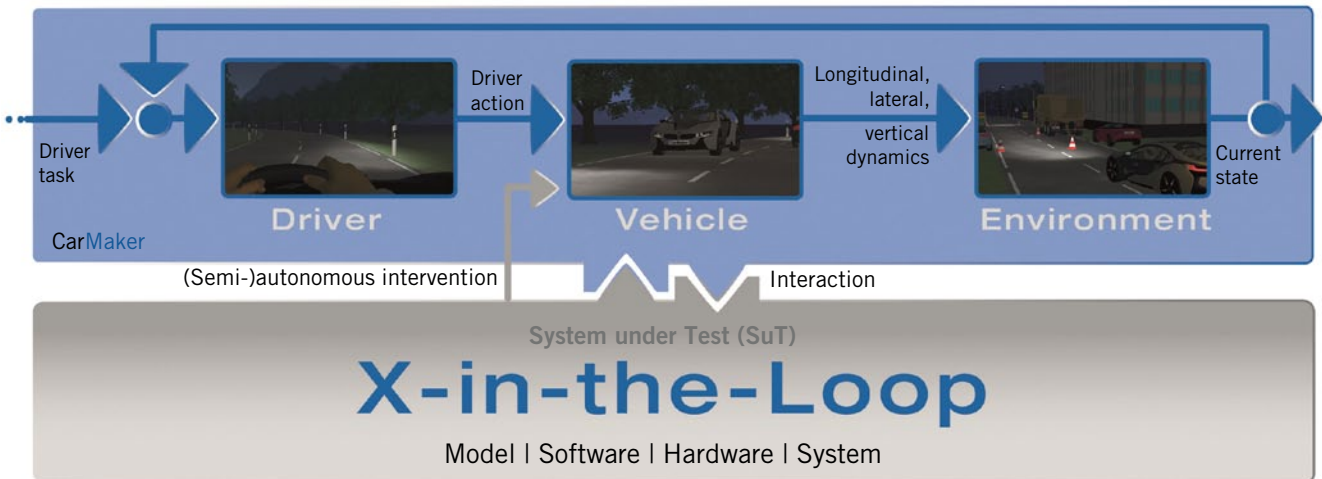 Driver
task
Driver
Driver
action
Vehicle
Longitudinal,
lateral,
vertical
dynamics
Environment
Current
state
CarMaker
(Semi-)autonomous intervention
Interaction
System under Test (SuT)
X-in-the-Loop
Model | Software | Hardware | System